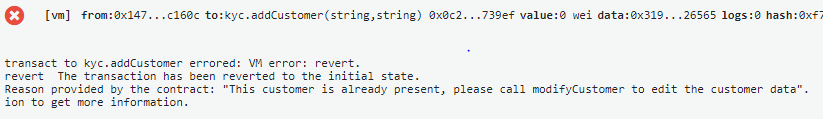 [vm] from:0x147...c160c to:kyc.addCustomer(string,string) 0x0c2...739ef value:0 wei data:0x319...26565 logs:0 hash:0xf7
transact to kyc.addCustomer errored: VM error: revert.
revert The transaction has been reverted to the initial state.
Reason provided by the contract: "This customer is already present, please call modifyCustomer to edit the customer data".
ion to get more information.